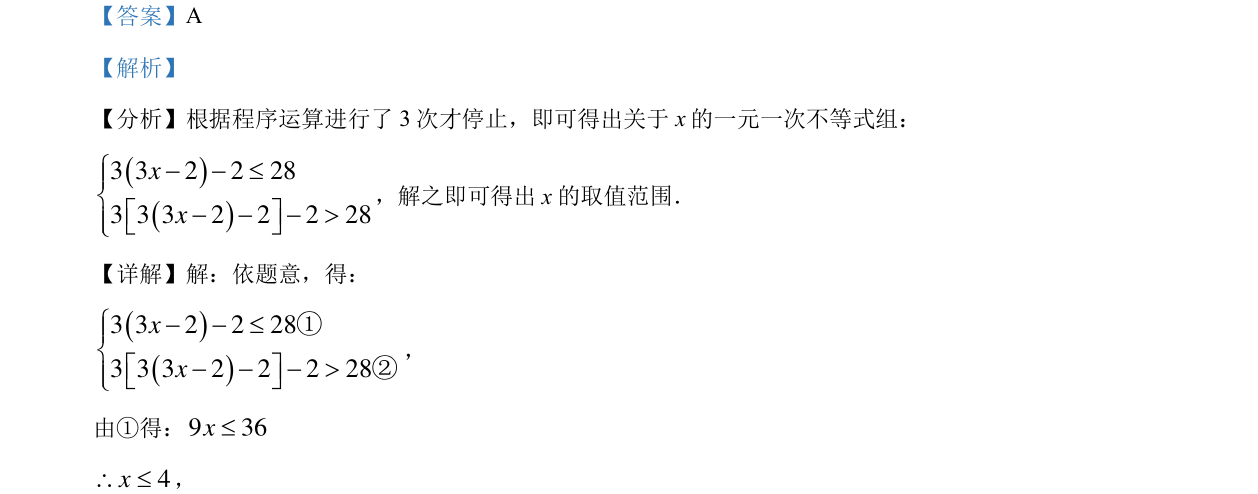 【答案】A
【解析】
【分析】根据程序运算进行了 3 次才停止，即可得出关于 x 的一元一次不等式组：
{3(3x－2)－2≤28
3[3(3x－2)－2]－2>28，解之即可得出 x 的取值范围．
【详解】解：依题意，得：
{3(3x－2)－2≤28①
3[3(3x－2)－2]－2>28②，
由①得：9x≤36
∴x≤4，